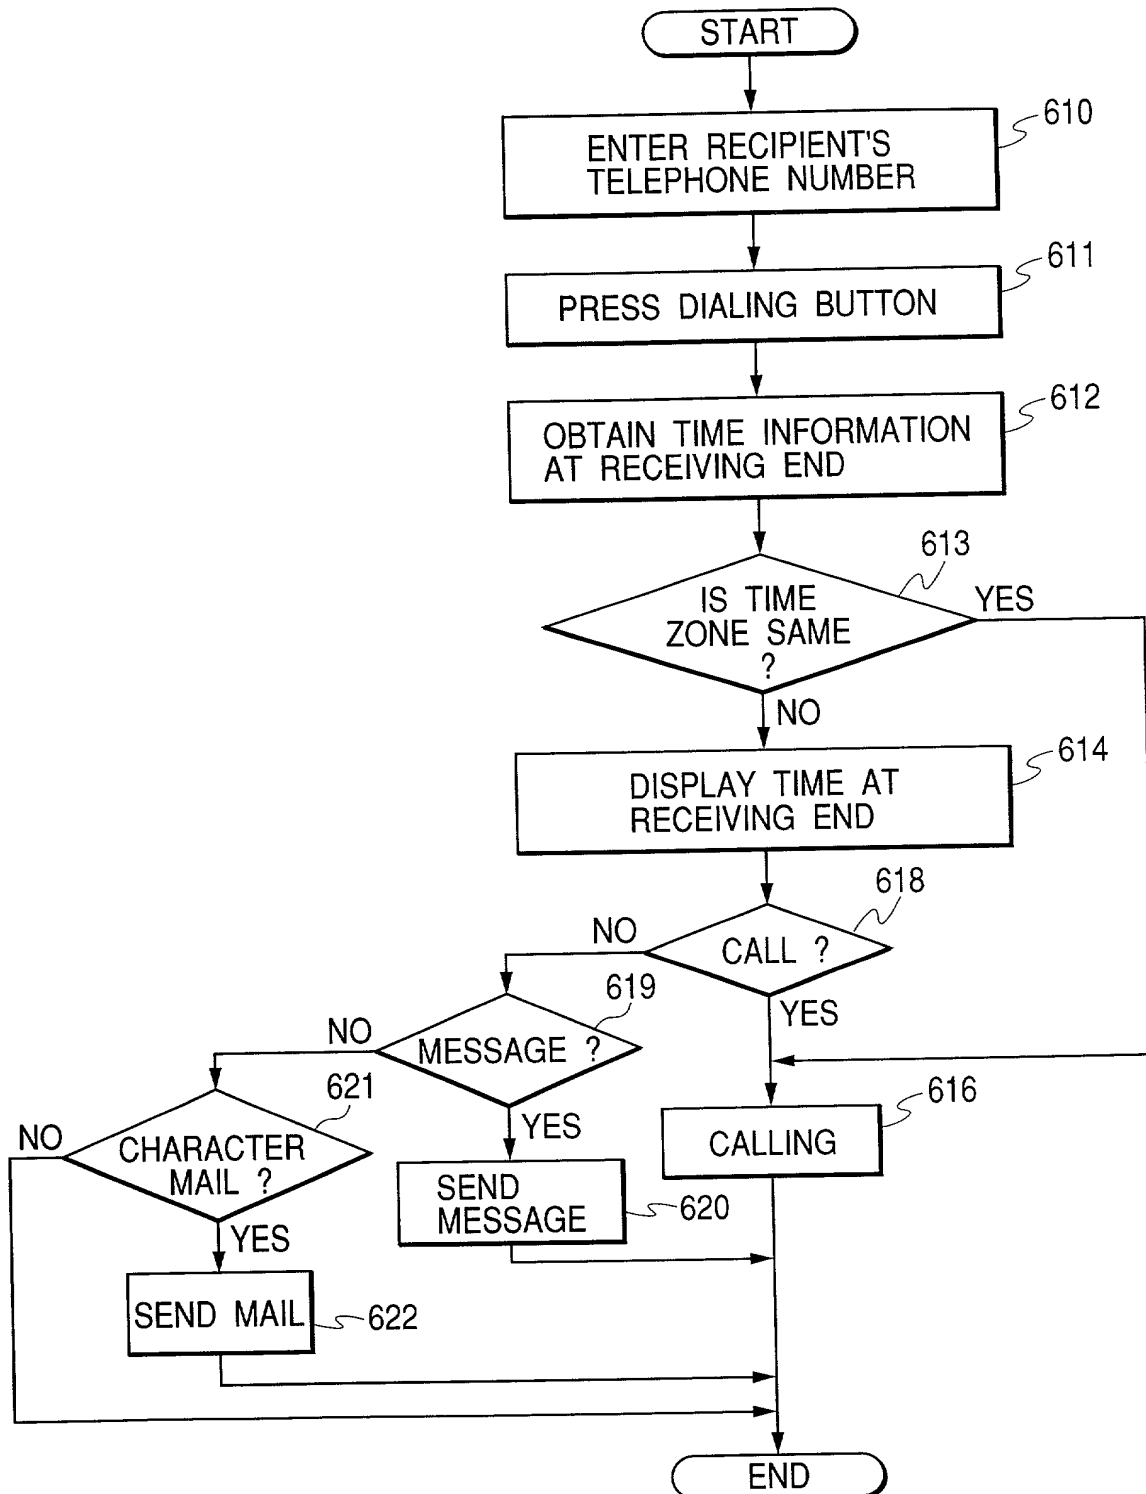 START
610
ENTER RECIPIENT'S
TELEPHONE NUMBER
611
PRESS DIALING BUTTON
612
OBTAIN TIME INFORMATION
AT RECEIVING END
613
IS TIME
ZONE SAME
?
YES
NO
614
DISPLAY TIME AT
RECEIVING END
618
NO
CALL ?
YES
619
NO
MESSAGE ?
YES
621
NO
CHARACTER
MAIL ?
YES
616
CALLING
SEND
MESSAGE
620
SEND MAIL
622
END